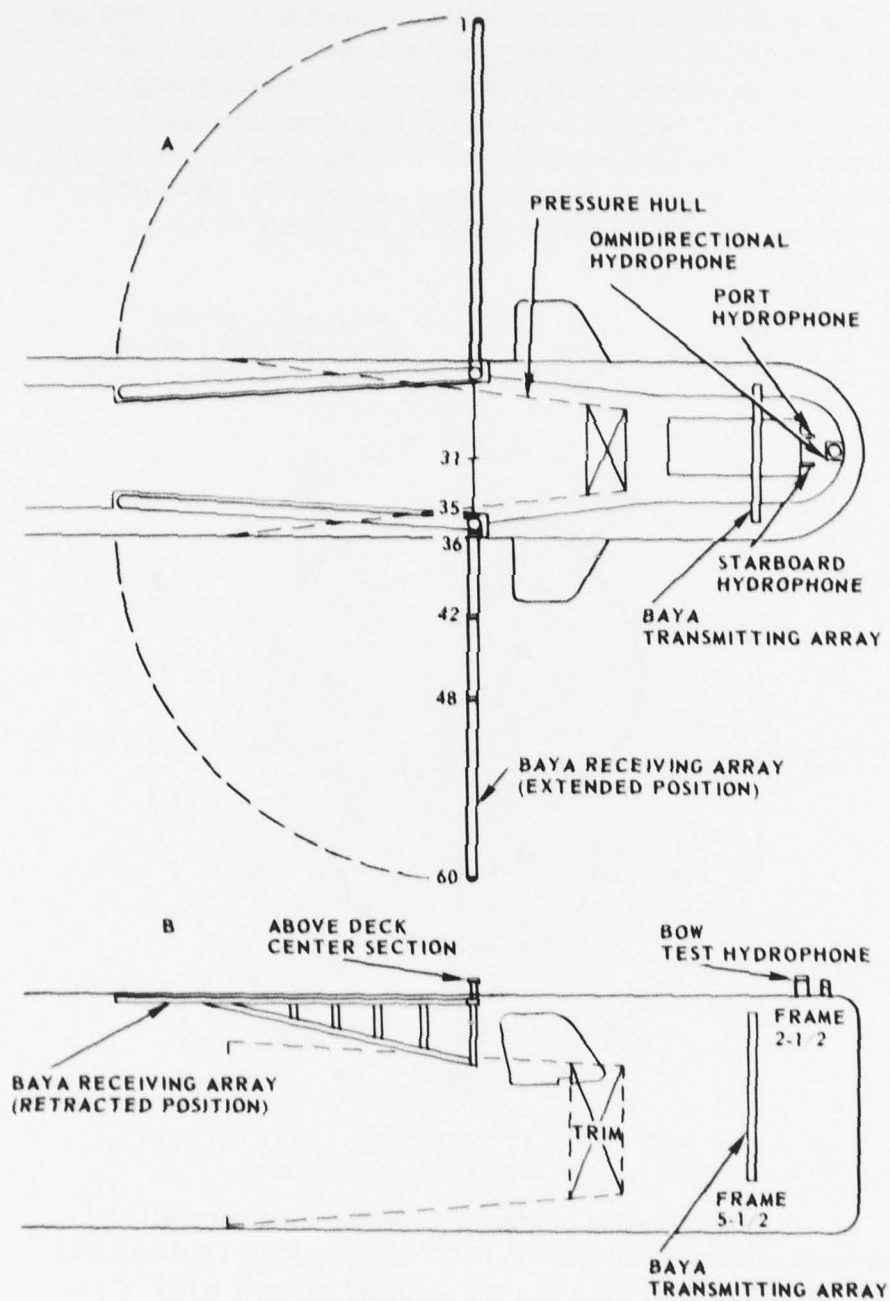 A
PRESSURE HULL
OMNIDIRECTIONAL
HYDROPHONE
PORT
HYDROPHONE
31
35
36
STARBOARD
HYDROPHONE
42
BAYA
TRANSMITTING ARRAY
48
BAYA RECEIVING ARRAY
(EXTENDED POSITION)
60
B
ABOVE DECK
CENTER SECTION
BOW
TEST HYDROPHONE
FRAME
2-1/2
BAYA RECEIVING ARRAY
(RETRACTED POSITION)
TRIM
FRAME
5-1/2
BAYA
TRANSMITTING ARRAY